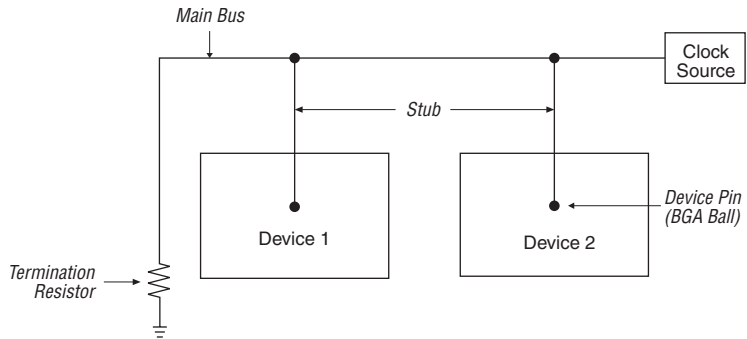 Main Bus
Clock
Source
Stub
Device 1
Device 2
Device Pin
(BGA Ball)
Termination
Resistor